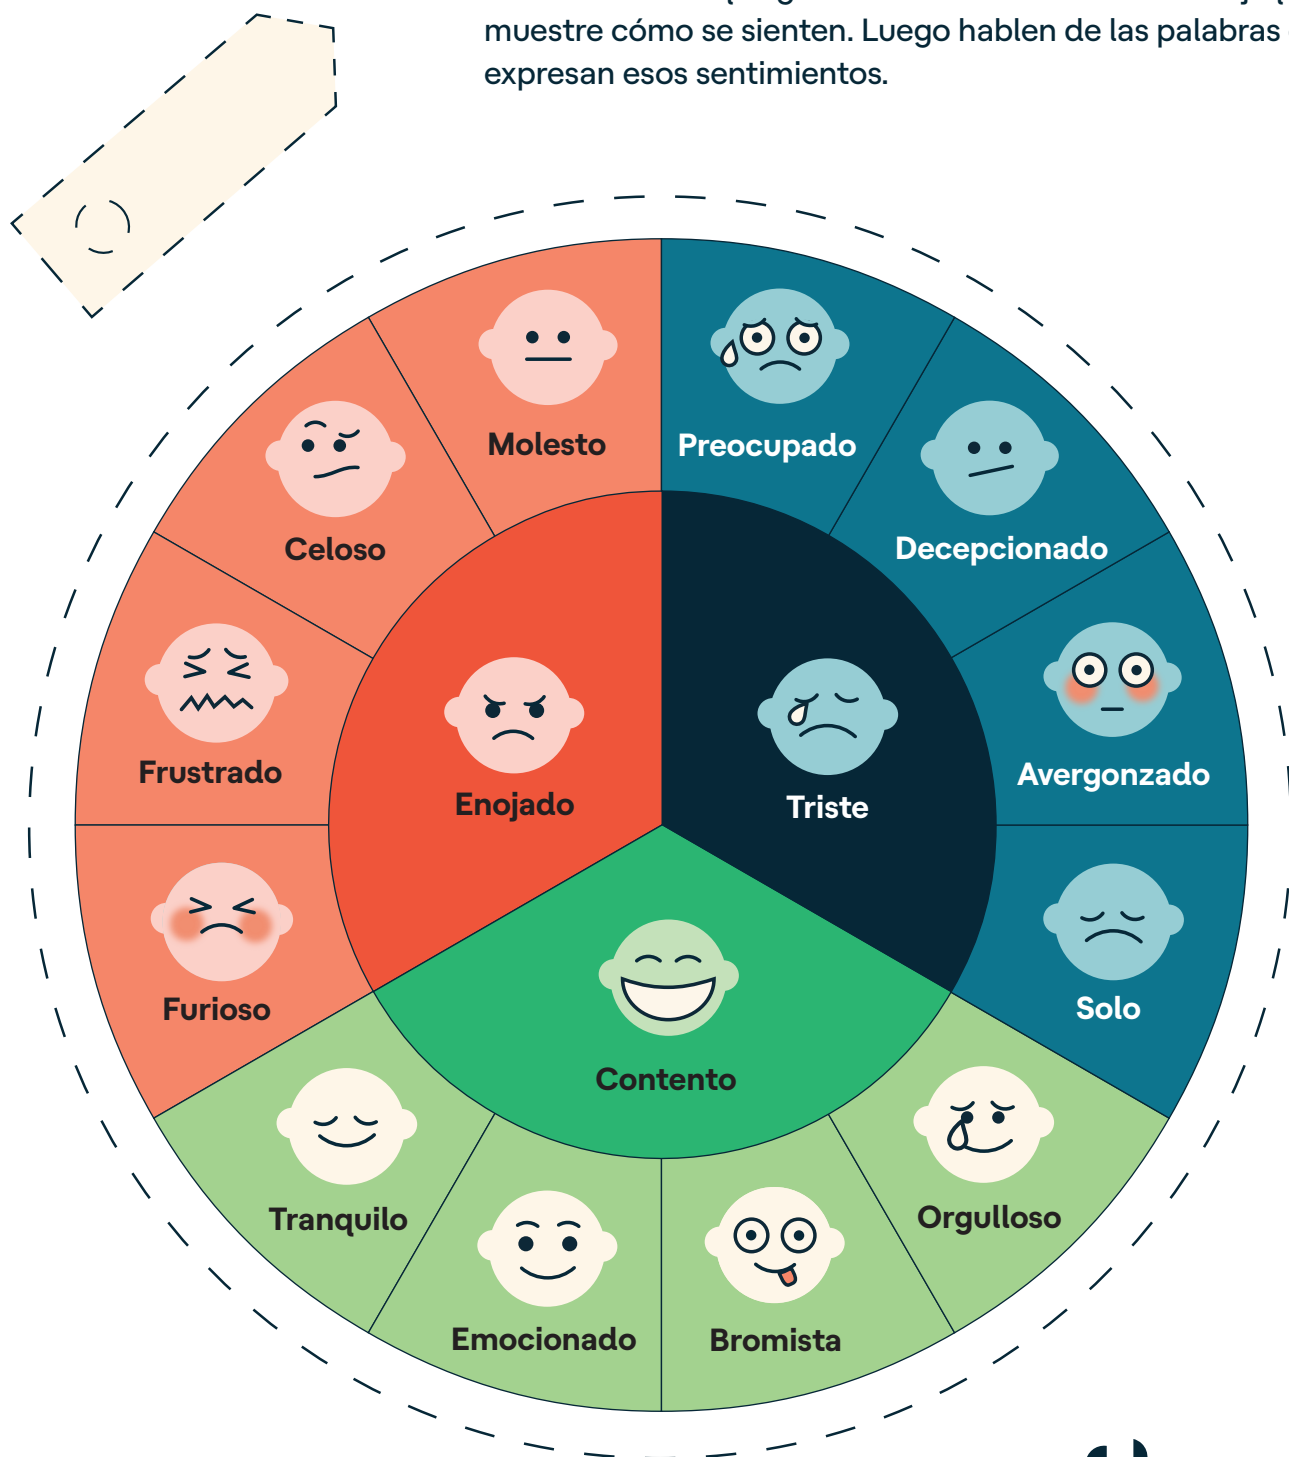 muestre cómo se sienten. Luego hablen de las palabras
expresan esos sentimientos.
Molesto
Preocupado
Celoso
Decepcionado
Frustrado
Avergonzado
Enojado
Triste
Furioso
Solo
Contento
Tranquilo
Orgulloso
Emocionado
Bromista